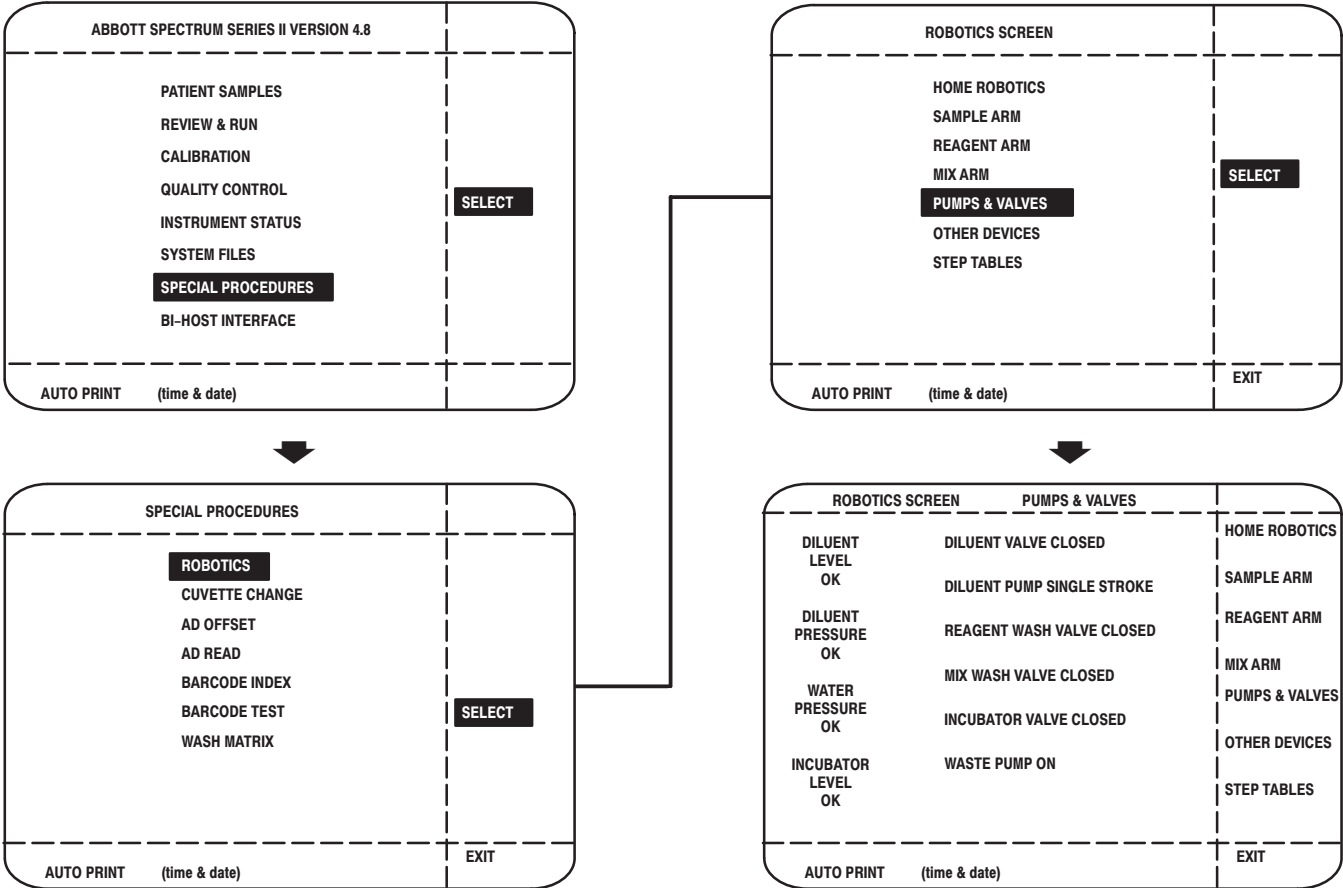 ABBOTT SPECTRUM SERIES II VERSION 4.8
PATIENT SAMPLES
REVIEW & RUN
CALIBRATION
QUALITY CONTROL
INSTRUMENT STATUS
SYSTEM FILES
SPECIAL PROCEDURES
BI–HOST INTERFACE
SELECT
AUTO PRINT (time & date)
SPECIAL PROCEDURES
ROBOTICS
CUVETTE CHANGE
AD OFFSET
AD READ
BARCODE INDEX
BARCODE TEST
WASH MATRIX
SELECT
EXIT
AUTO PRINT (time & date)
ROBOTICS SCREEN
HOME ROBOTICS
SAMPLE ARM
REAGENT ARM
MIX ARM
PUMPS & VALVES
OTHER DEVICES
STEP TABLES
SELECT
EXIT
AUTO PRINT (time & date)
ROBOTICS SCREEN PUMPS & VALVES
DILUENT
LEVEL
OK
DILUENT
PRESSURE
OK
WATER
PRESSURE
OK
INCUBATOR
LEVEL
OK
DILUENT VALVE CLOSED
DILUENT PUMP SINGLE STROKE
REAGENT WASH VALVE CLOSED
MIX WASH VALVE CLOSED
INCUBATOR VALVE CLOSED
WASTE PUMP ON
HOME ROBOTICS
SAMPLE ARM
REAGENT ARM
MIX ARM
PUMPS & VALVES
OTHER DEVICES
STEP TABLES
EXIT
AUTO PRINT (time & date)